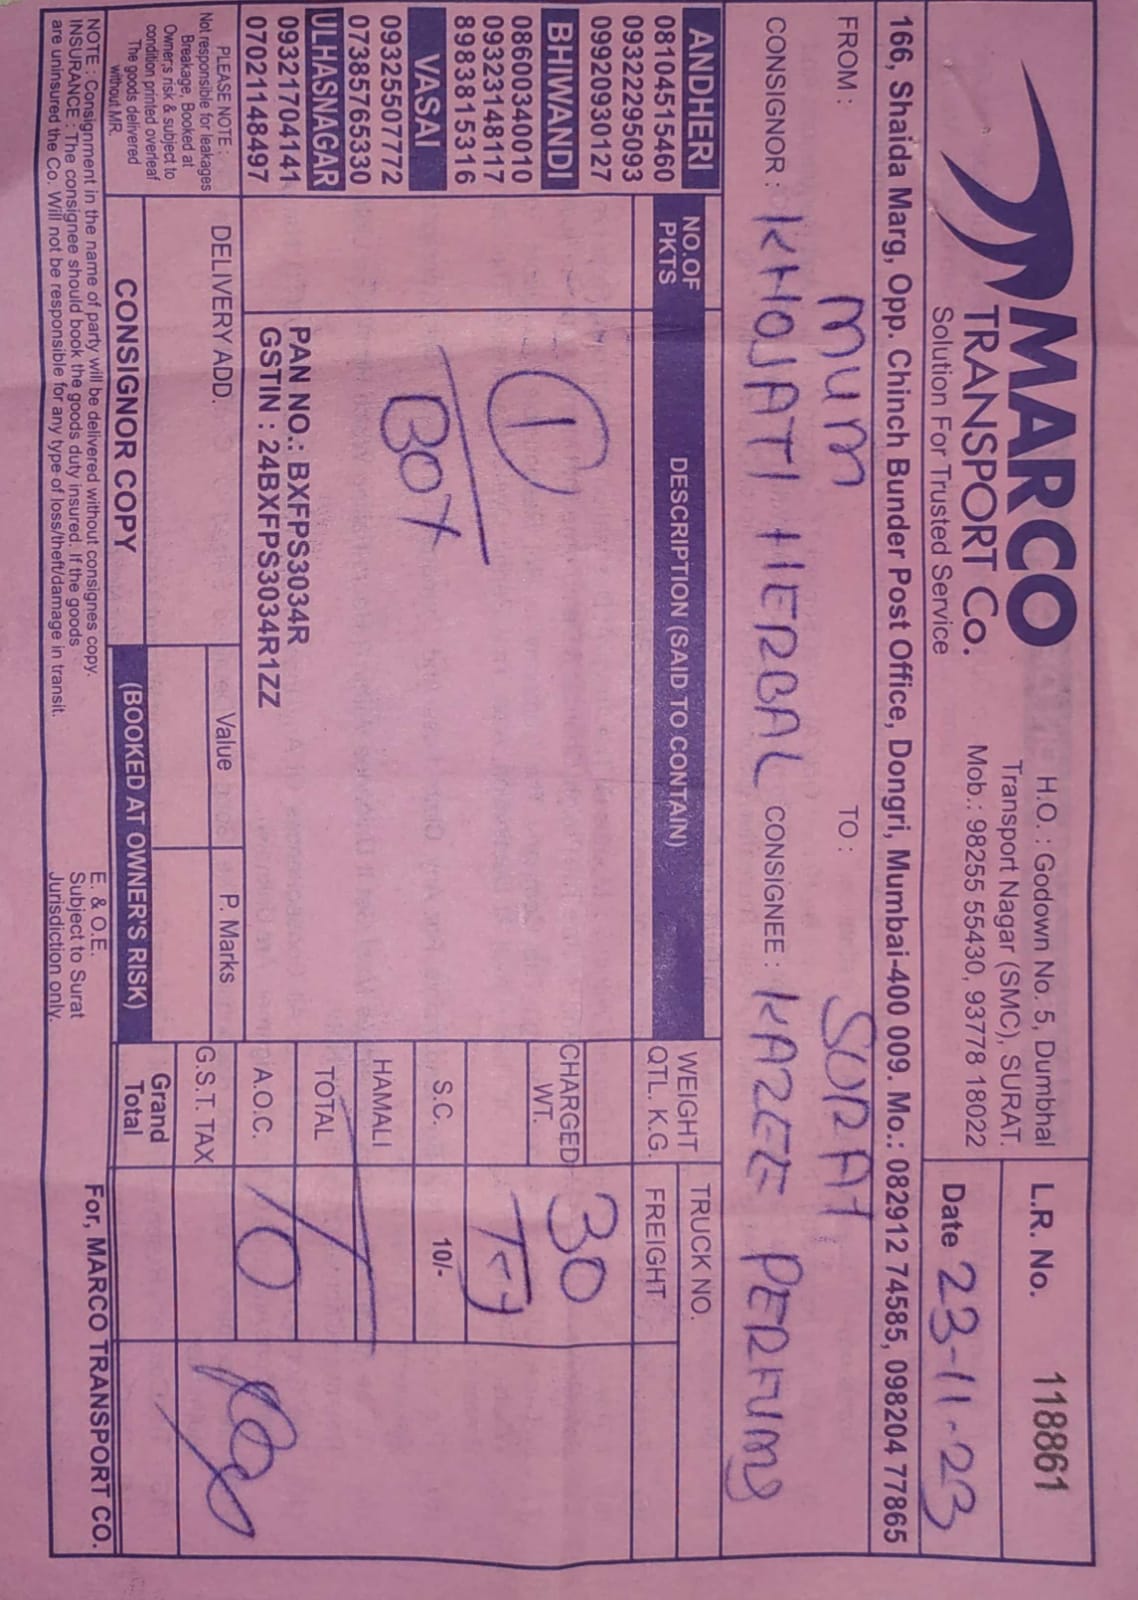 MARCO
TRANSPORT Co.
Solution For Trusted Service
H.O. : Godown No. 5, Dumbhal
Transport Nagar (SMC), SURAT.
Mob.: 98255 55430, 93778 18022
L.R. No. 118861
Date 23-11-23
166, Shaida Marg, Opp. Chinch Bunder Post Office, Dongri, Mumbai-400 009. Mo.: 082912 74585, 098204 77865
FROM : mum TO : SURAT
CONSIGNOR : KHOJATI HERBAL CONSIGNEE : KAZEE PERFUMS
ANDHERI
08104515460
09322295093
09920930127
BHIWANDI
08600340010
09323148117
8983815316
VASAI
09325507772
07385765330
ULHASNAGAR
09321704141
07021148497
NO.OF
PKTS
DESCRIPTION (SAID TO CONTAIN)
1
BOX
PAN NO.: BXFPS3034R
GSTIN : 24BXFPS3034R1ZZ
WEIGHT
QTL. K.G.
TRUCK NO.
FREIGHT
CHARGED
WT.
30
S.C. 10/-
HAMALI
TOTAL
A.O.C. 10
G.S.T. TAX
Grand
Total
PLEASE NOTE :
Not responsible for leakages
Breakage, Booked at
Owner's risk & subject to
condition printed overleaf
The goods delivered
without MR.
DELIVERY ADD.
Value
P. Marks
CONSIGNOR COPY
(BOOKED AT OWNER'S RISK)
NOTE : Consignment in the name of party will be delivered without consignes copy.
INSURANCE : The consignee should book the goods duty insured. If the goods
are uninsured the Co. Will not be responsible for any type of loss/theft/damage in transit.
E. & O.E.
Subject to Surat
Jurisdiction only.
For, MARCO TRANSPORT CO.